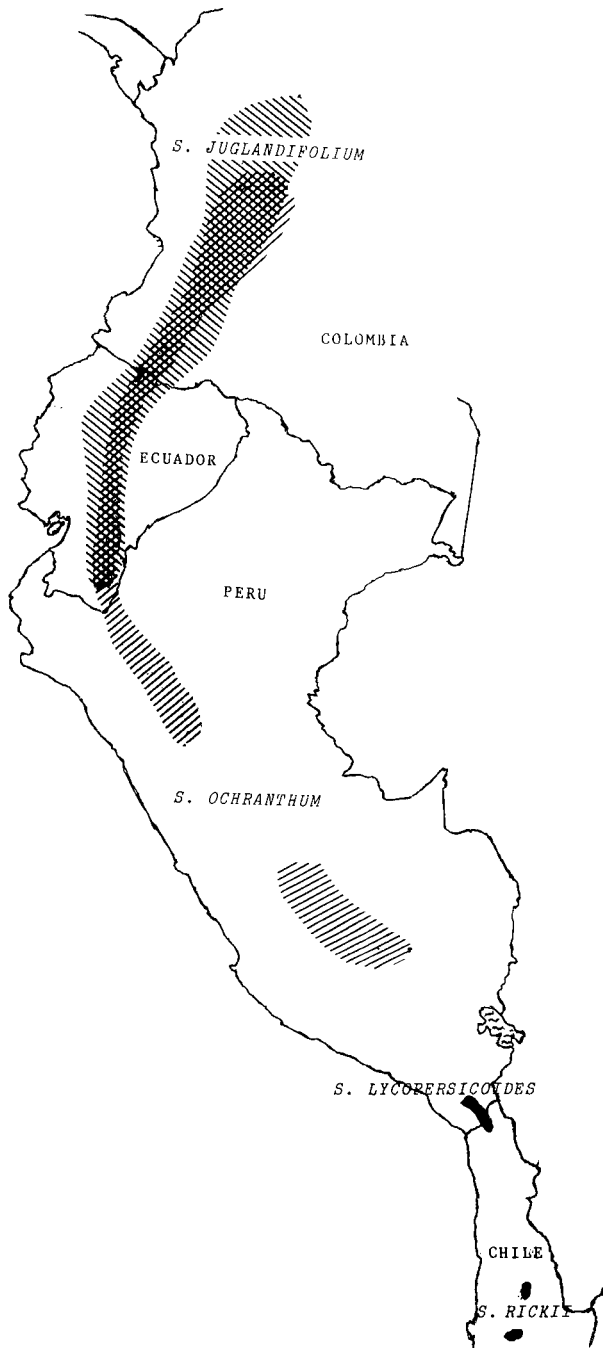 S. JUGLANDIFOLIUM
COLOMBIA
ECUADOR
PERU
S. OCHRANTHUM
S. LYCOPERSICOIDES
CHILE
S. RICKII